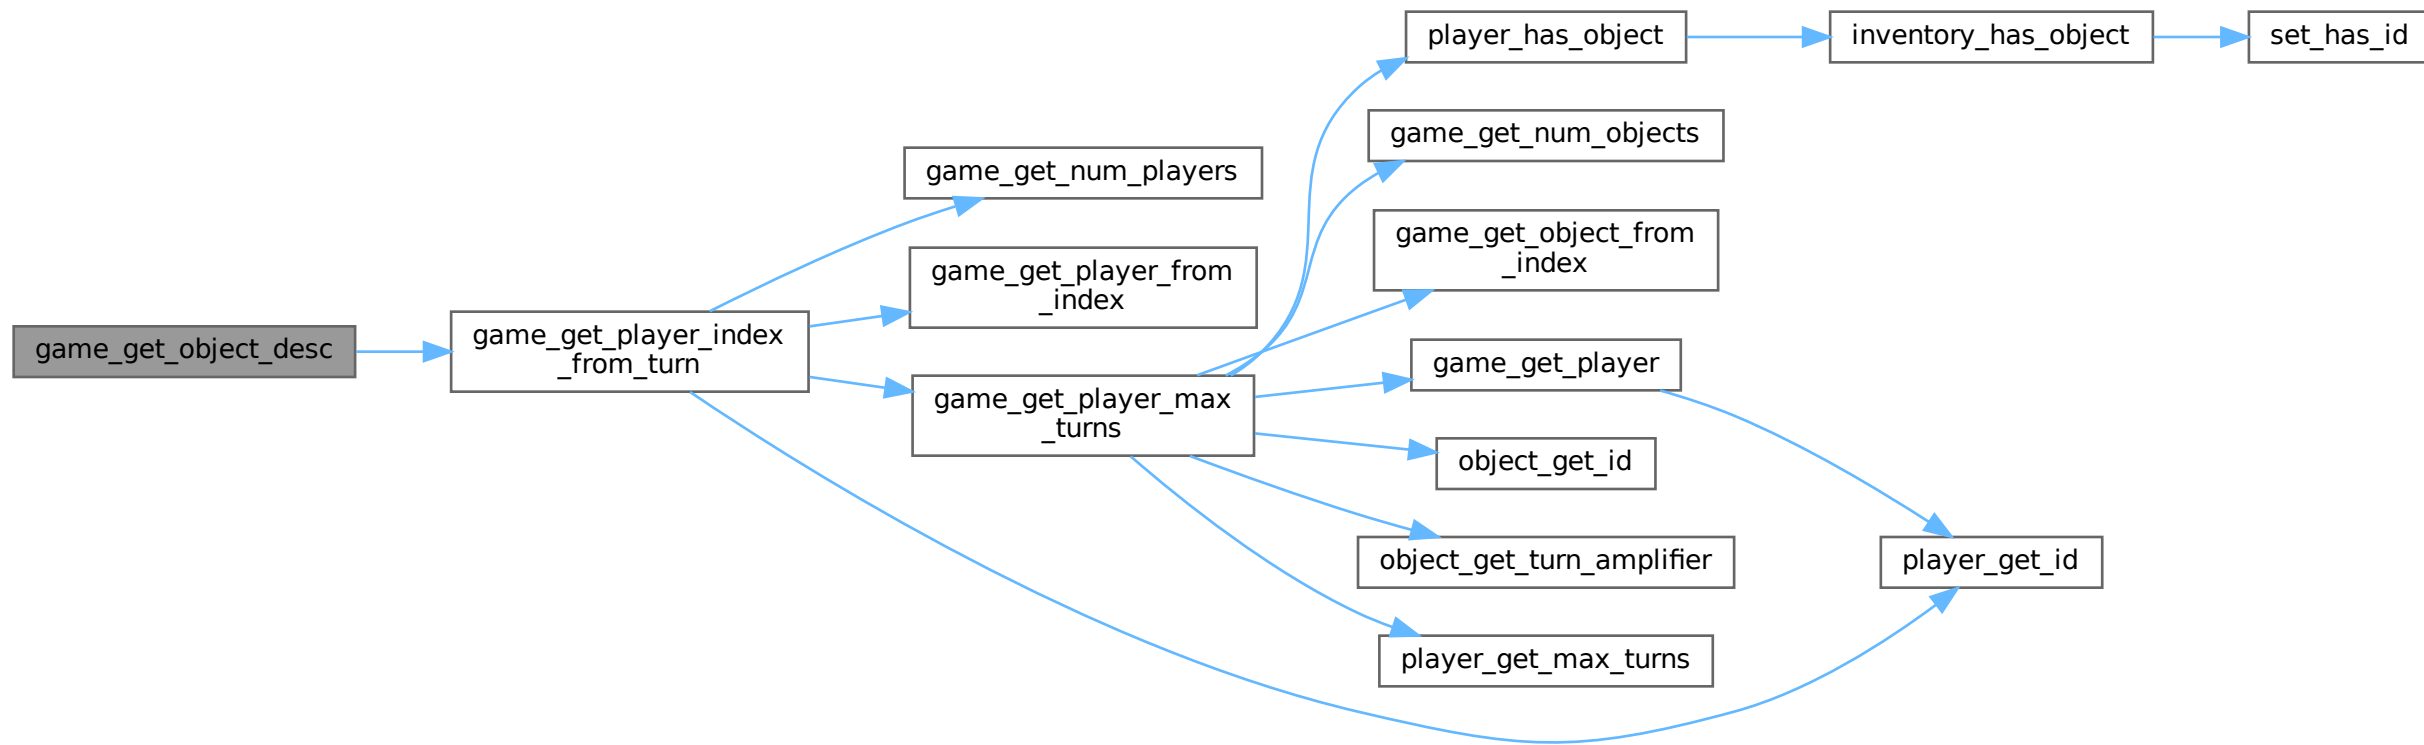 game_get_object_desc
game_get_player_index
_from_turn
game_get_num_players
game_get_player_from
_index
game_get_player_max
_turns
player_has_object
game_get_num_objects
game_get_object_from
_index
game_get_player
object_get_id
object_get_turn_amplifier
player_get_max_turns
inventory_has_object
player_get_id
set_has_id